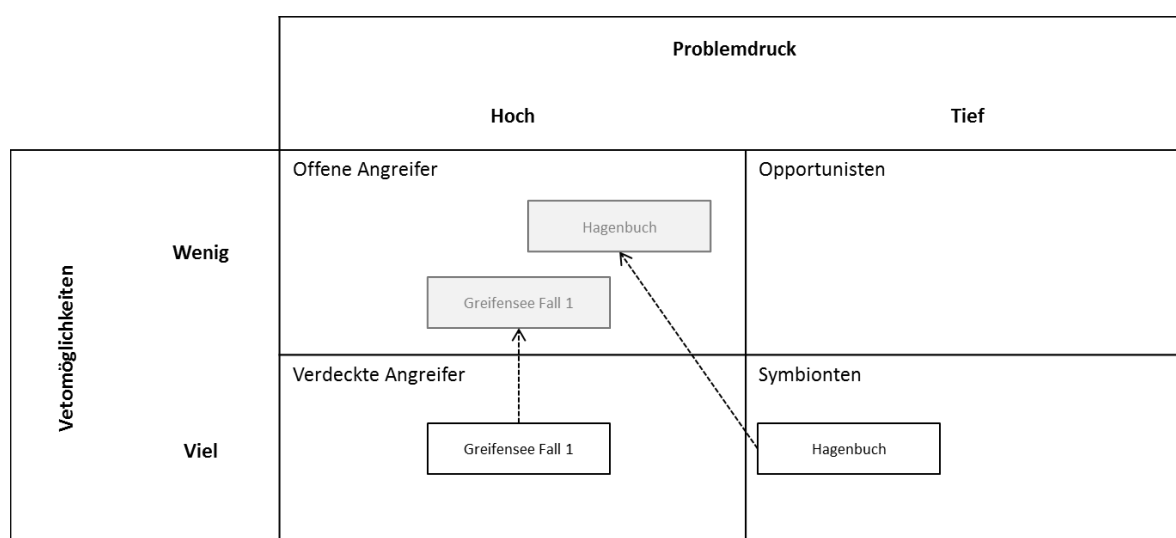 Problemdruck
Hoch
Tief
Vetomöglichkeiten
Wenig
Offene Angreifer
Opportunisten
Hagenbuch
Greifensee Fall 1
Viel
Verdeckte Angreifer
Symbionten
Greifensee Fall 1
Hagenbuch